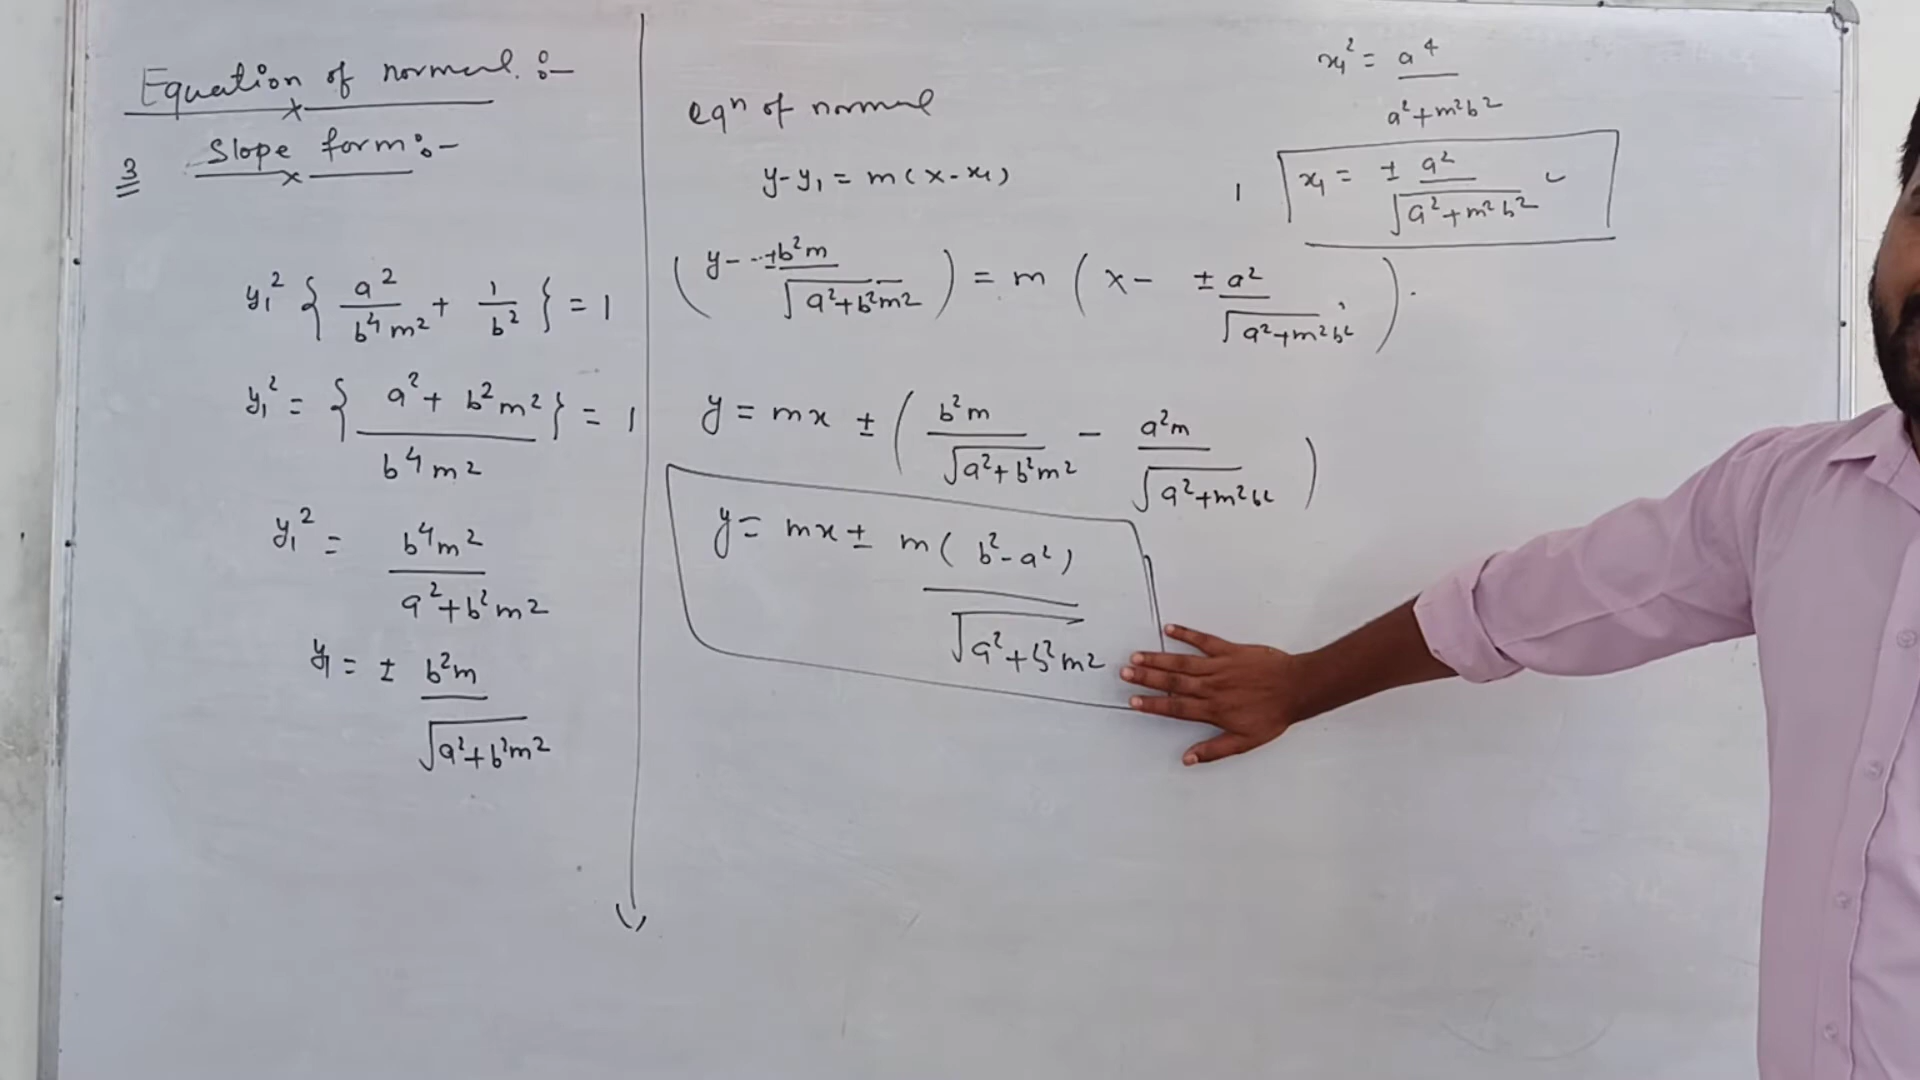 Equation of normal :-
3 Slope form :-
y₁² { a²/b⁴m² + 1/b² } = 1
y₁² = { a² + b²m² / b⁴m² } = 1
y₁² = b⁴m² / a²+b²m²
y₁ = ± b²m / √a²+b²m²
eqⁿ of normal
y-y₁ = m(x-x₁)
( y - ±b²m / √a²+b²m² ) = m ( x - ± a² / √a²+m²b² )
y = mx ± ( b²m / √a²+b²m² - a²m / √a²+m²b² )
y = mx ± m( b²-a² ) / √a²+b²m²
x₁² = a⁴ / a²+m²b²
x₁ = ± a² / √a²+m²b²